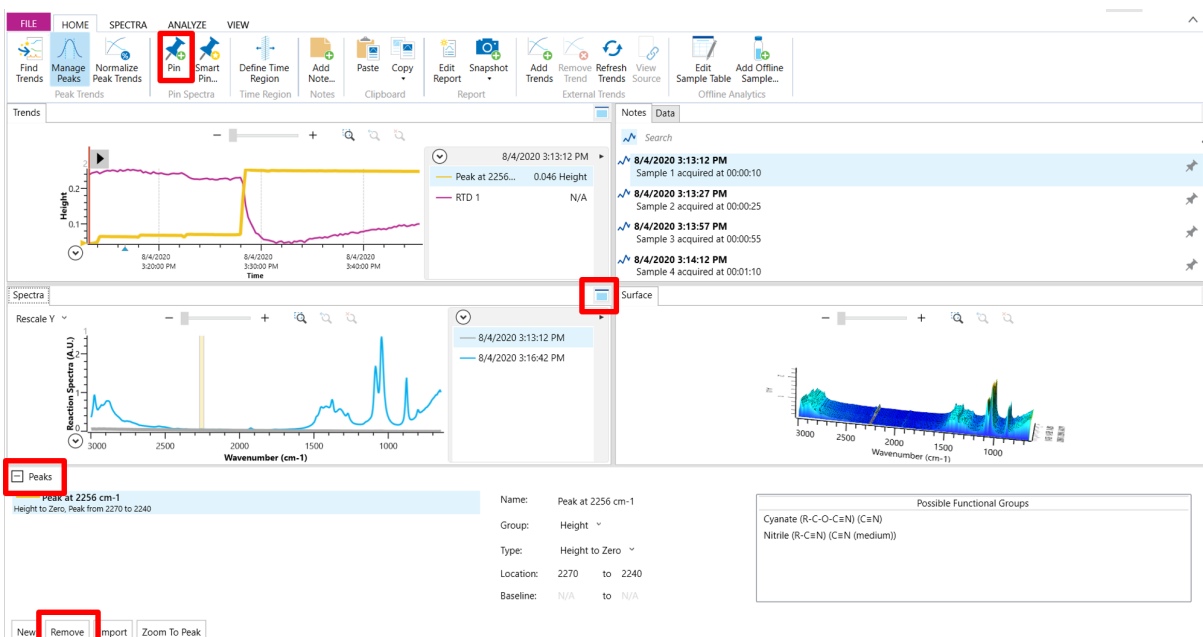 FILE HOME SPECTRA ANALYZE VIEW
Find Trends Manage Peaks Normalize Peak Trends Pin Smart Pin... Define Time Region Add Note... Paste Copy Edit Report Snapshot Add Trends Remove Trend Refresh Trends View Source Edit Sample Table Add Offline Sample...
Peak Trends Pin Spectra Time Region Notes Clipboard Report External Trends Offline Analytics
Trends
8/4/2020 3:13:12 PM
Peak at 2256... 0.046 Height
RTD 1 N/A
2
0.2
0.1
Height
8/4/2020 8/4/2020 8/4/2020
3:20:00 PM 3:30:00 PM 3:40:00 PM
Time
Notes Data
Search
8/4/2020 3:13:12 PM
Sample 1 acquired at 00:00:10
8/4/2020 3:13:27 PM
Sample 2 acquired at 00:00:25
8/4/2020 3:13:57 PM
Sample 3 acquired at 00:00:55
8/4/2020 3:14:12 PM
Sample 4 acquired at 00:01:10
Spectra
Rescale Y
8/4/2020 3:13:12 PM
8/4/2020 3:16:42 PM
1
2
1
0
Reaction Spectra (A.U.)
3000 2500 2000 1500 1000
Wavenumber (cm-1)
Surface
3000 2500 2000 1500 1000
Wavenumber (cm-1)
Peaks
Peak at 2256 cm-1
Height to Zero, Peak from 2270 to 2240
Name: Peak at 2256 cm-1
Group: Height
Type: Height to Zero
Location: 2270 to 2240
Baseline: N/A to N/A
Possible Functional Groups
Cyanate (R-C-O-C≡N) (C≡N)
Nitrile (R-C≡N) (C≡N (medium))
New Remove Import Zoom To Peak